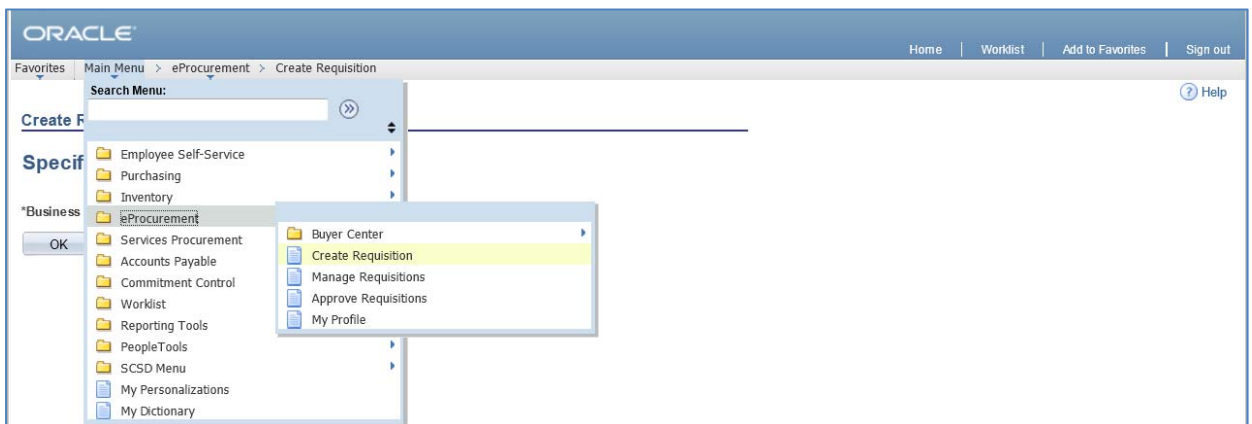 ORACLE
Home | Worklist | Add to Favorites | Sign out
Favorites Main Menu > eProcurement > Create Requisition
Search Menu:
Help
Create R
Specif
*Business
OK
Employee Self-Service
Purchasing
Inventory
eProcurement
Services Procurement
Accounts Payable
Commitment Control
Worklist
Reporting Tools
PeopleTools
SCSD Menu
My Personalizations
My Dictionary
Buyer Center
Create Requisition
Manage Requisitions
Approve Requisitions
My Profile